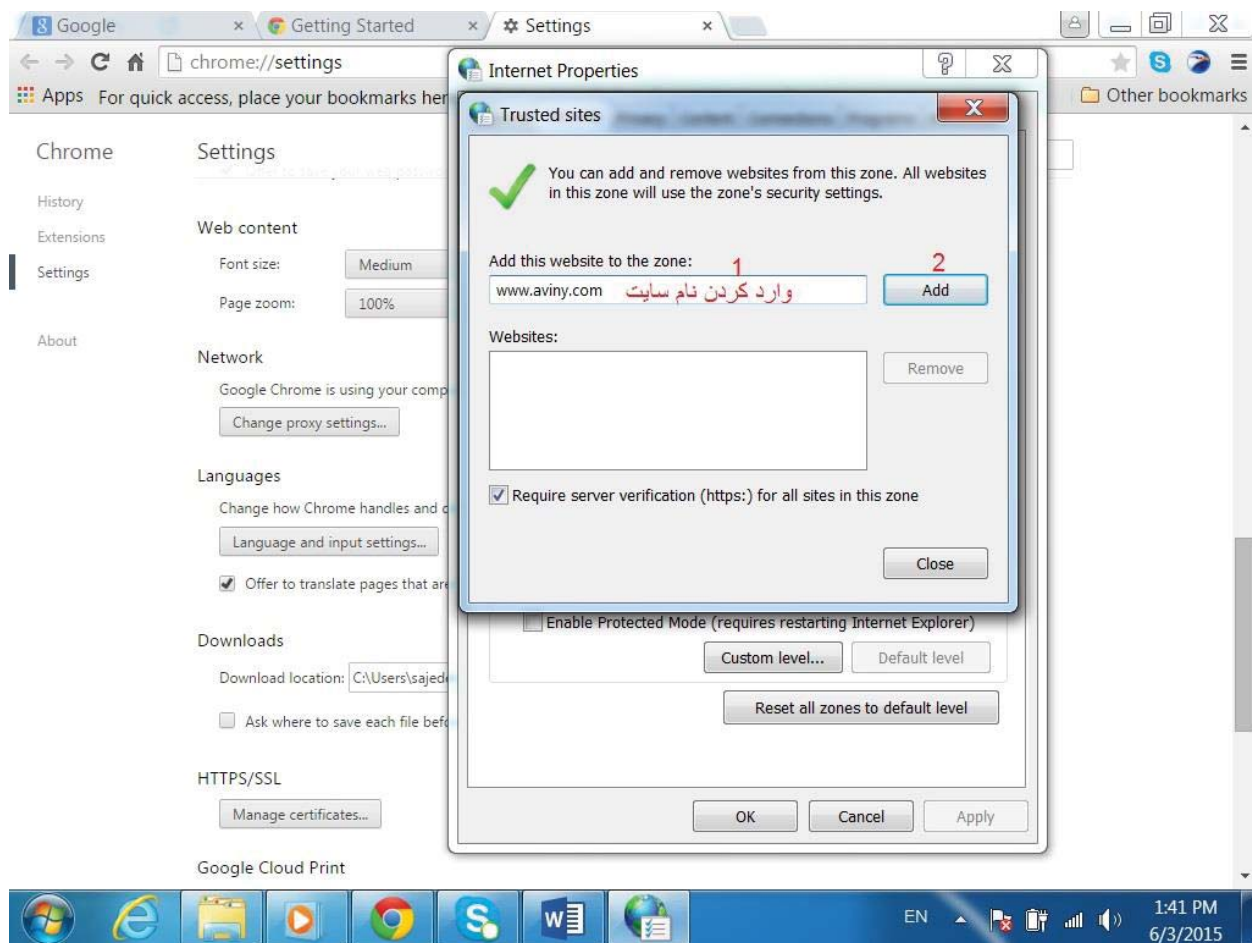 Google
Getting Started
Settings
chrome://settings
Apps For quick access, place your bookmarks her
Other bookmarks
Chrome
History
Extensions
Settings
About
Settings
Web content
Font size: Medium
Page zoom: 100%
Network
Google Chrome is using your comp
Change proxy settings...
Languages
Change how Chrome handles and d
Language and input settings...
Offer to translate pages that are
Downloads
Download location: C:\Users\sajede
Ask where to save each file befo
HTTPS/SSL
Manage certificates...
Google Cloud Print
Internet Properties
Trusted sites
You can add and remove websites from this zone. All websites
in this zone will use the zone's security settings.
Add this website to the zone: 1
2
www.aviny.com وارد کردن نام سایت
Add
Websites:
Remove
Require server verification (https:) for all sites in this zone
Close
Enable Protected Mode (requires restarting Internet Explorer)
Custom level... Default level
Reset all zones to default level
OK Cancel Apply
EN
1:41 PM
6/3/2015